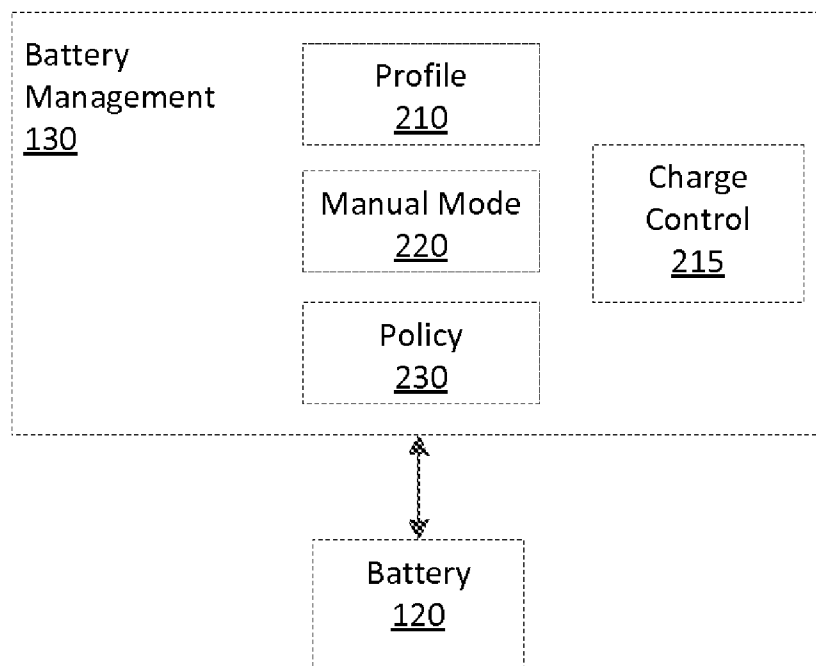 Battery
Management
130
Profile
210
Manual Mode
220
Policy
230
Charge
Control
215
Battery
120